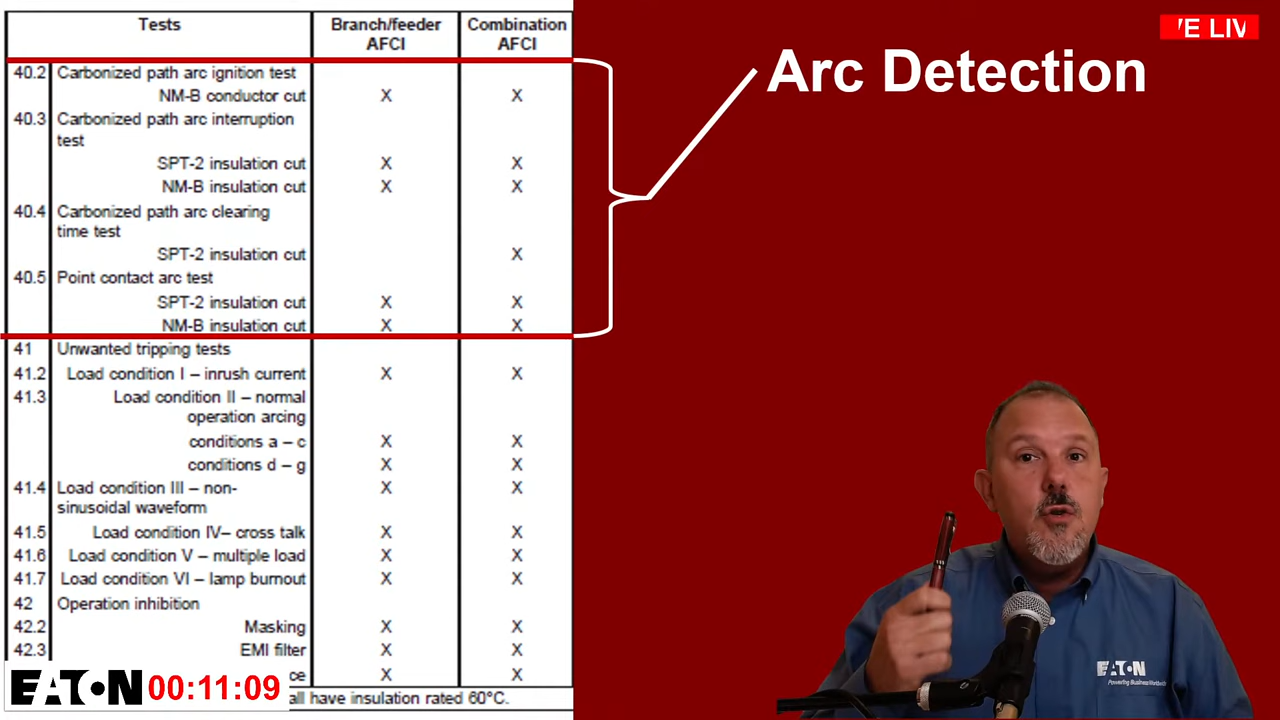 Tests Branch/feeder Combination
AFCI AFCI
40.2 Carbonized path arc ignition test
NM-B conductor cut X X
40.3 Carbonized path arc interruption
test
SPT-2 insulation cut X X
NM-B insulation cut X X
40.4 Carbonized path arc clearing
time test
SPT-2 insulation cut X
40.5 Point contact arc test
SPT-2 insulation cut X X
NM-B insulation cut X X
41 Unwanted tripping tests
41.2 Load condition I – inrush current X X
41.3 Load condition II – normal
operation arcing
conditions a – c X X
conditions d – g X X
41.4 Load condition III – non- X X
sinusoidal waveform
41.5 Load condition IV– cross talk X X
41.6 Load condition V – multiple load X X
41.7 Load condition VI – lamp burnout X X
42 Operation inhibition
42.2 Masking X X
42.3 EMI filter X X
ce X X
all have insulation rated 60°C.
EATON 00:11:09
Arc Detection
'E LIV
EATON
Powering Business Worldwide